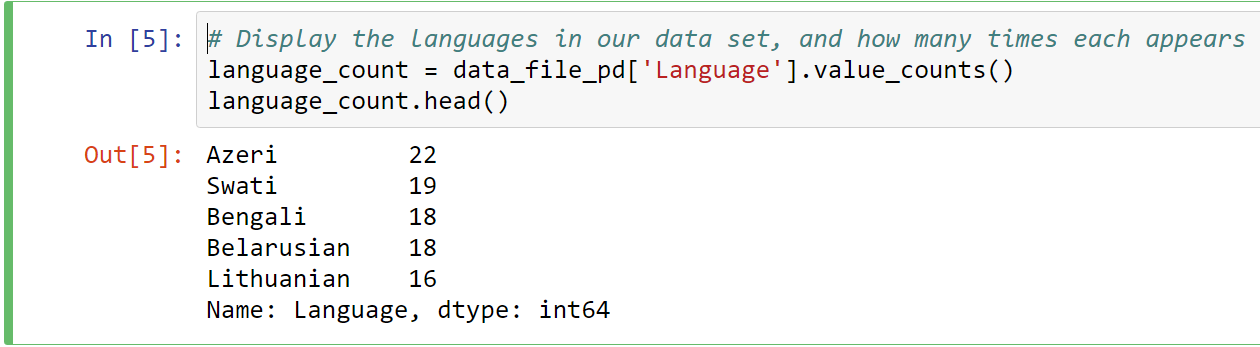 In [5]: # Display the languages in our data set, and how many times each appears
language_count = data_file_pd['Language'].value_counts()
language_count.head()
Out[5]: Azeri 22
Swati 19
Bengali 18
Belarusian 18
Lithuanian 16
Name: Language, dtype: int64